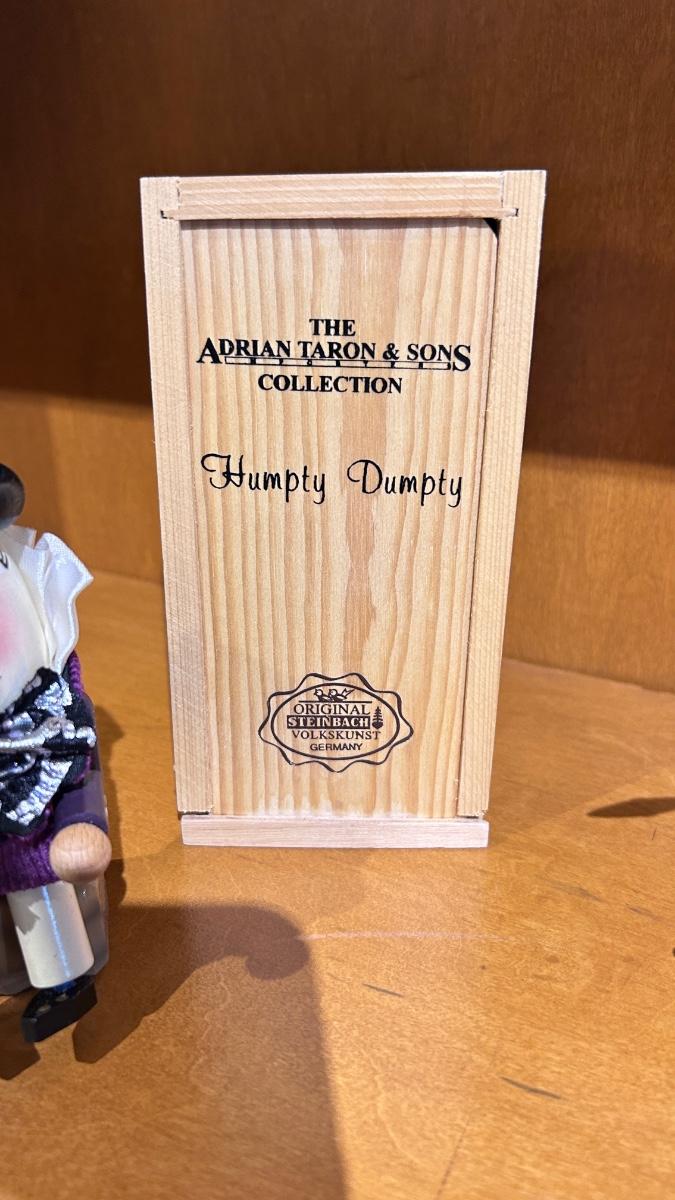 THE
ADRIAN TARON & SONS
COLLECTION
Humpty Dumpty
ORIGINAL
STEINBACH
VOLKSKUNST
GERMANY